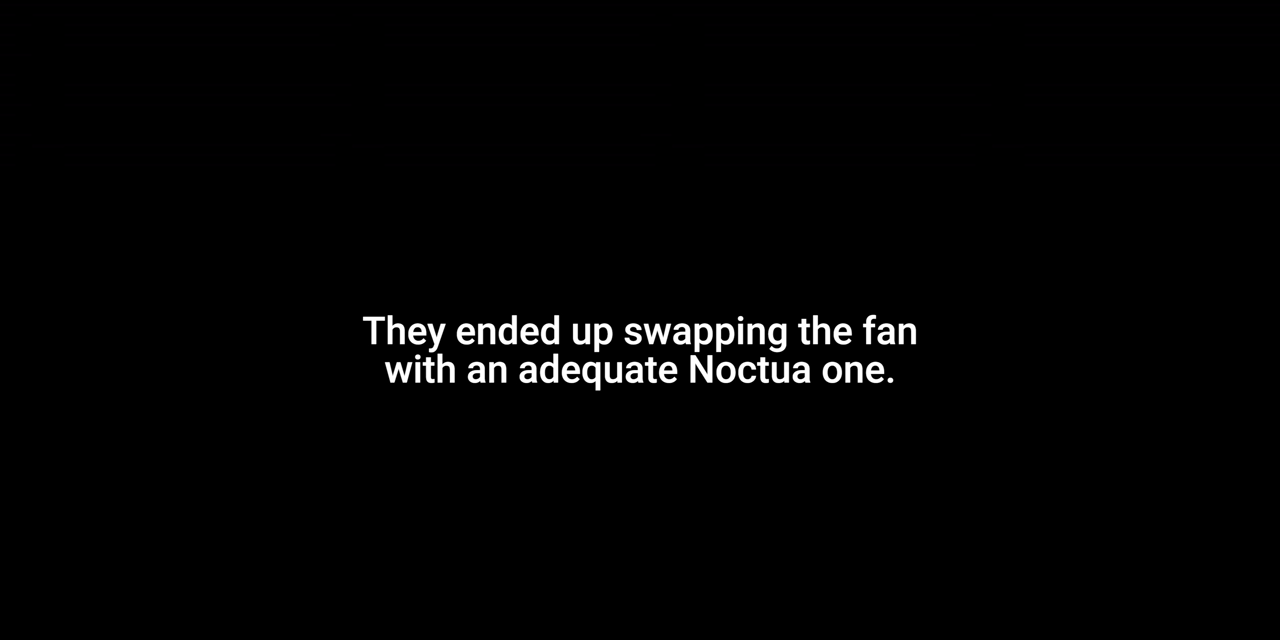 They ended up swapping the fan
with an adequate Noctua one.